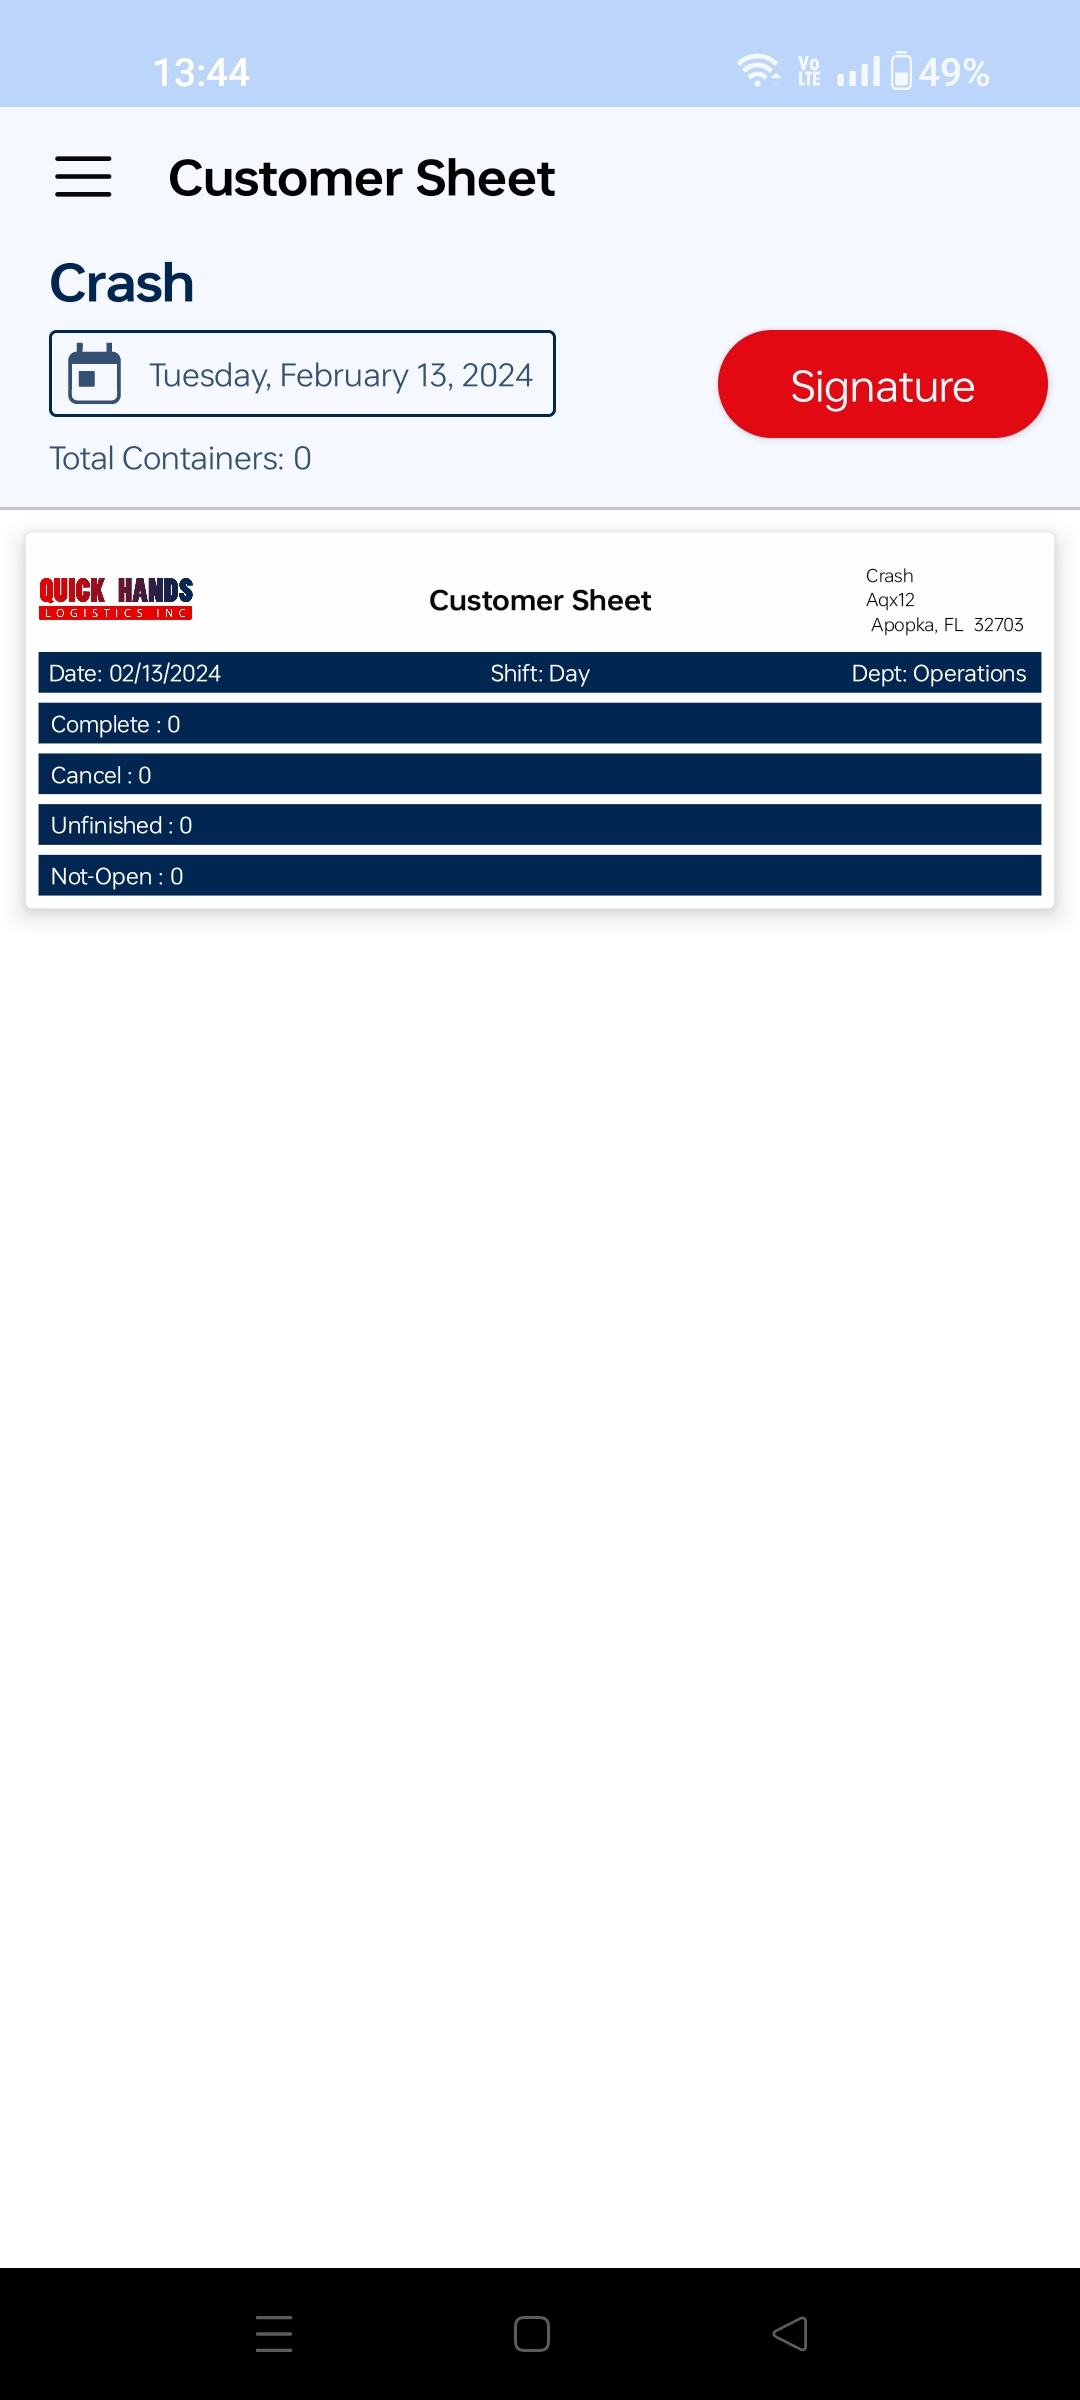 13:44
Vo LTE 49%
Customer Sheet
Crash
Tuesday, February 13, 2024
Signature
Total Containers: 0
QUICK HANDS
LOGISTICS INC
Customer Sheet
Crash
Aqx12
Apopka, FL 32703
Date: 02/13/2024 Shift: Day Dept: Operations
Complete : 0
Cancel : 0
Unfinished : 0
Not-Open : 0